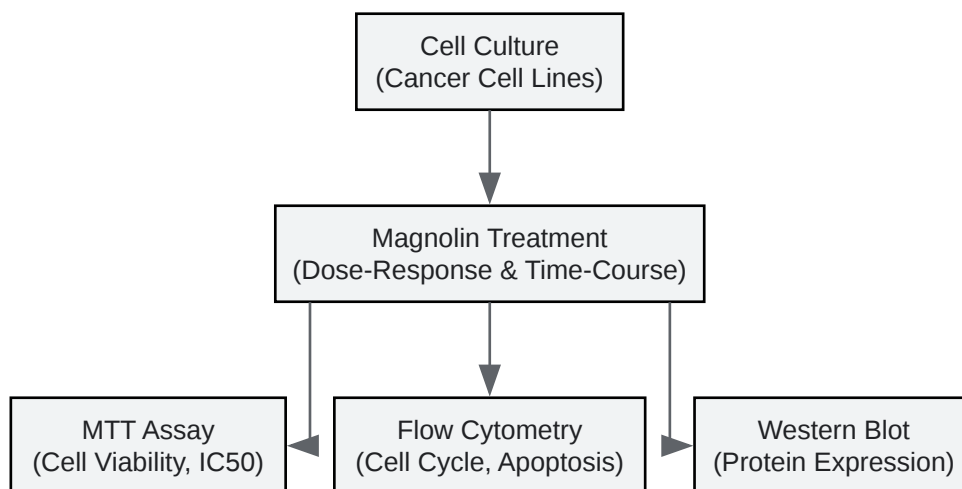 Cell Culture
(Cancer Cell Lines)
Magnolin Treatment
(Dose-Response & Time-Course)
MTT Assay
(Cell Viability, IC50)
Flow Cytometry
(Cell Cycle, Apoptosis)
Western Blot
(Protein Expression)